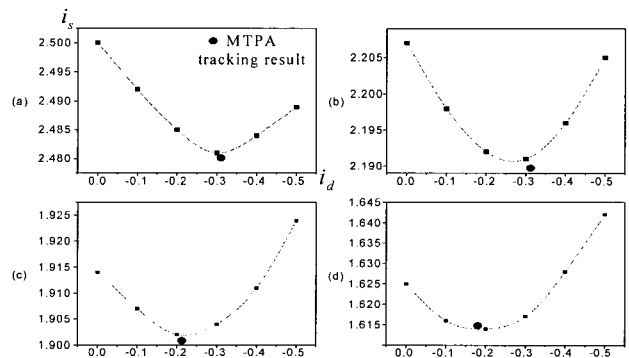 i_s
2.500
2.495
2.490
2.485
2.480
(a)
MTPA
tracking result
0.0 -0.1 -0.2 -0.3 -0.4 -0.5
2.205
2.200
2.195
2.190
(b)
0.0 -0.1 -0.2 -0.3 -0.4 -0.5
i_d
1.925
1.920
1.915
1.910
1.905
1.900
(c)
0.0 -0.1 -0.2 -0.3 -0.4 -0.5
1.645
1.640
1.635
1.630
1.625
1.620
1.615
(d)
0.0 -0.1 -0.2 -0.3 -0.4 -0.5